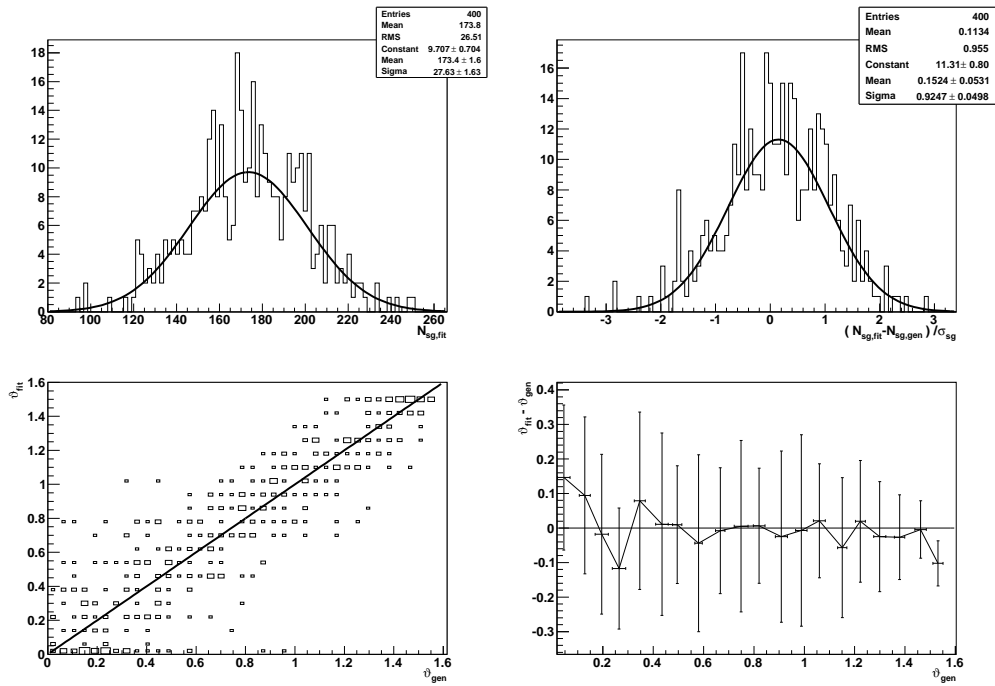 Entries 400
Mean 173.8
RMS 26.51
Constant 9.707 ± 0.704
Mean 173.4 ± 1.6
Sigma 27.63 ± 1.63
18
16
14
12
10
8
6
4
2
0
80 100 120 140 160 180 200 220 240 260
N_sg,fit
Entries 400
Mean 0.1134
RMS 0.955
Constant 11.31 ± 0.80
Mean 0.1524 ± 0.0531
Sigma 0.9247 ± 0.0498
16
14
12
10
8
6
4
2
0
-3 -2 -1 0 1 2 3
( N_sg,fit-N_sg,gen ) /σ_sg
ϑ_fit
1.6
1.4
1.2
1
0.8
0.6
0.4
0.2
0
0 0.2 0.4 0.6 0.8 1 1.2 1.4 1.6
ϑ_gen
ϑ_fit - ϑ_gen
0.4
0.3
0.2
0.1
0
-0.1
-0.2
-0.3
0.2 0.4 0.6 0.8 1 1.2 1.4 1.6
ϑ_gen